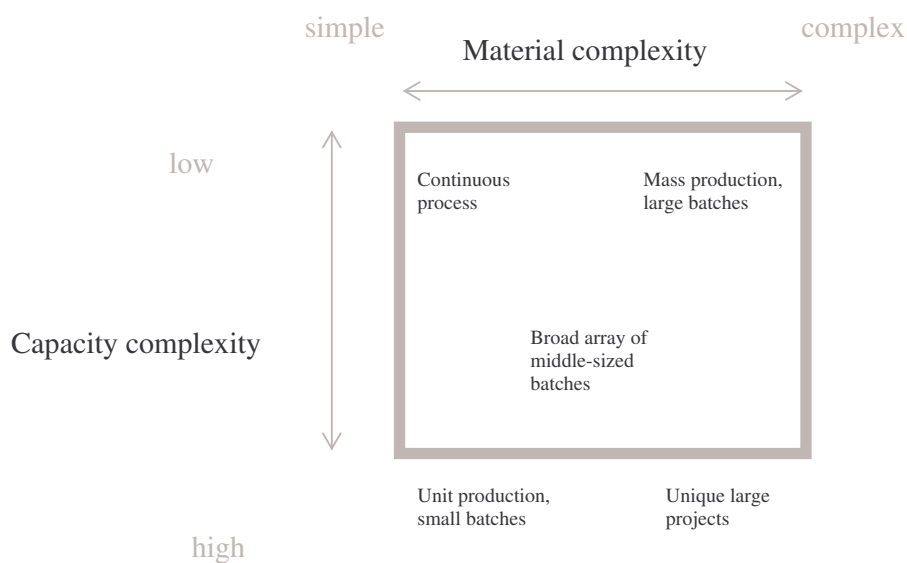 simple
complex
Material complexity
low
Continuous
process
Mass production,
large batches
Capacity complexity
Broad array of
middle-sized
batches
Unit production,
small batches
Unique large
projects
high